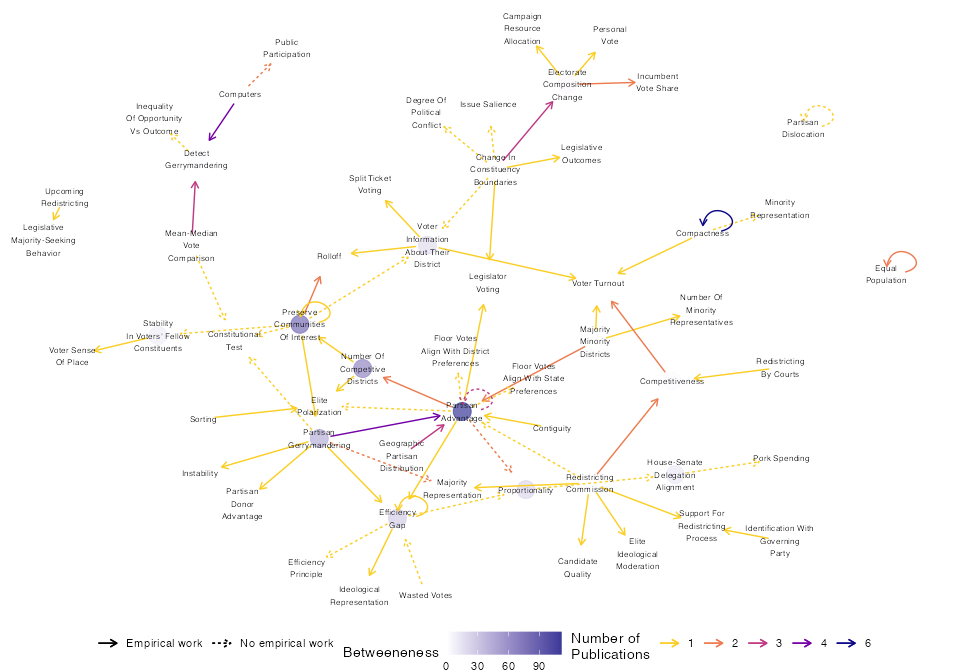 Campaign
Resource
Allocation
Personal
Vote
Public
Participation
Electorate
Composition
Change
Incumbent
Vote Share
Computers
Degree Of
Political
Conflict
Issue Salience
Inequality
Of Opportunity
Vs Outcome
Partisan
Dislocation
Detect
Gerrymandering
Change In
Constituency
Boundaries
Legislative
Outcomes
Split Ticket
Voting
Upcoming
Redistricting
Minority
Representation
Legislative
Majority-Seeking
Behavior
Mean-Median
Vote
Comparison
Voter
Information
About Their
District
Compactness
Rolloff
Legislator
Voting
Voter Turnout
Equal
Population
Number Of
Minority
Representatives
Preserve
Communities
Of Interest
Stability
In Voters' Fellow
Constituents
Constitutional
Test
Voter Sense
Of Place
Floor Votes
Align With District
Preferences
Majority
Minority
Districts
Number Of
Competitive
Districts
Floor Votes
Align With State
Preferences
Competitiveness
Redistricting
By Courts
Sorting
Elite
Polarization
Partisan
Advantage
Contiguity
Partisan
Gerrymandering
Geographic
Partisan
Distribution
Instability
Partisan
Donor
Advantage
Majority
Representation
Proportionality
Redistricting
Commission
House-Senate
Delegation
Alignment
Pork Spending
Efficiency
Gap
Support For
Redistricting
Process
Identification With
Governing
Party
Elite
Ideological
Moderation
Candidate
Quality
Efficiency
Principle
Ideological
Representation
Wasted Votes
Empirical work
No empirical work
Betweeneness
0 30 60 90
Number of
Publications
1 2 3 4 6